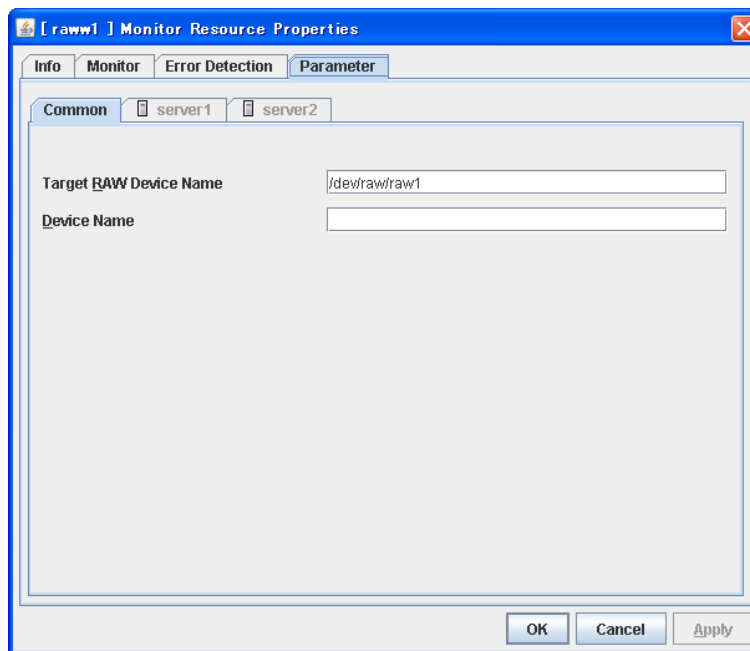 [ raww1 ] Monitor Resource Properties
Info Monitor Error Detection Parameter
Common server1 server2
Target RAW Device Name /dev/raw/raw1
Device Name
OK Cancel Apply